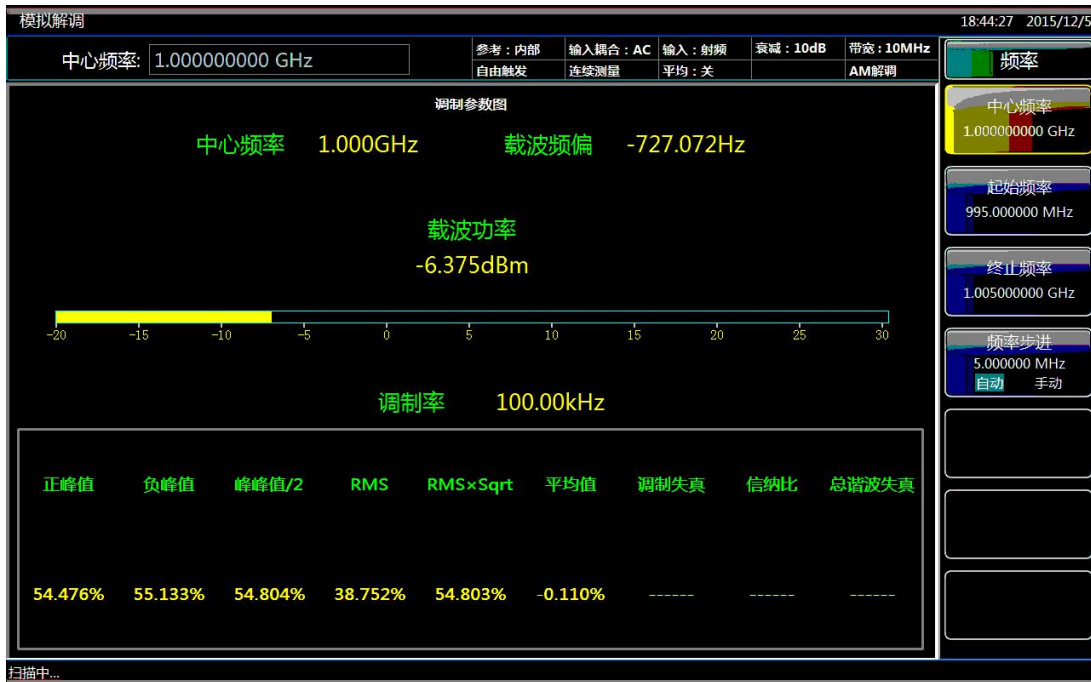 模拟解调 18:44:27 2015/12/5
中心频率: 1.000000000 GHz
参考：内部 输入耦合：AC 输入：射频 衰减：10dB 带宽：10MHz
自由触发 连续测量 平均：关 AM解调
调制参数图
中心频率 1.000GHz 载波频偏 -727.072Hz
载波功率
-6.375dBm
-20 -15 -10 -5 0 5 10 15 20 25 30
调制率 100.00kHz
正峰值 负峰值 峰峰值/2 RMS RMS×Sqrt 平均值 调制失真 信纳比 总谐波失真
54.476% 55.133% 54.804% 38.752% 54.803% -0.110% ------ ------ ------
频率
中心频率
1.000000000 GHz
起始频率
995.000000 MHz
终止频率
1.005000000 GHz
频率步进
5.000000 MHz
自动 手动
扫描中...